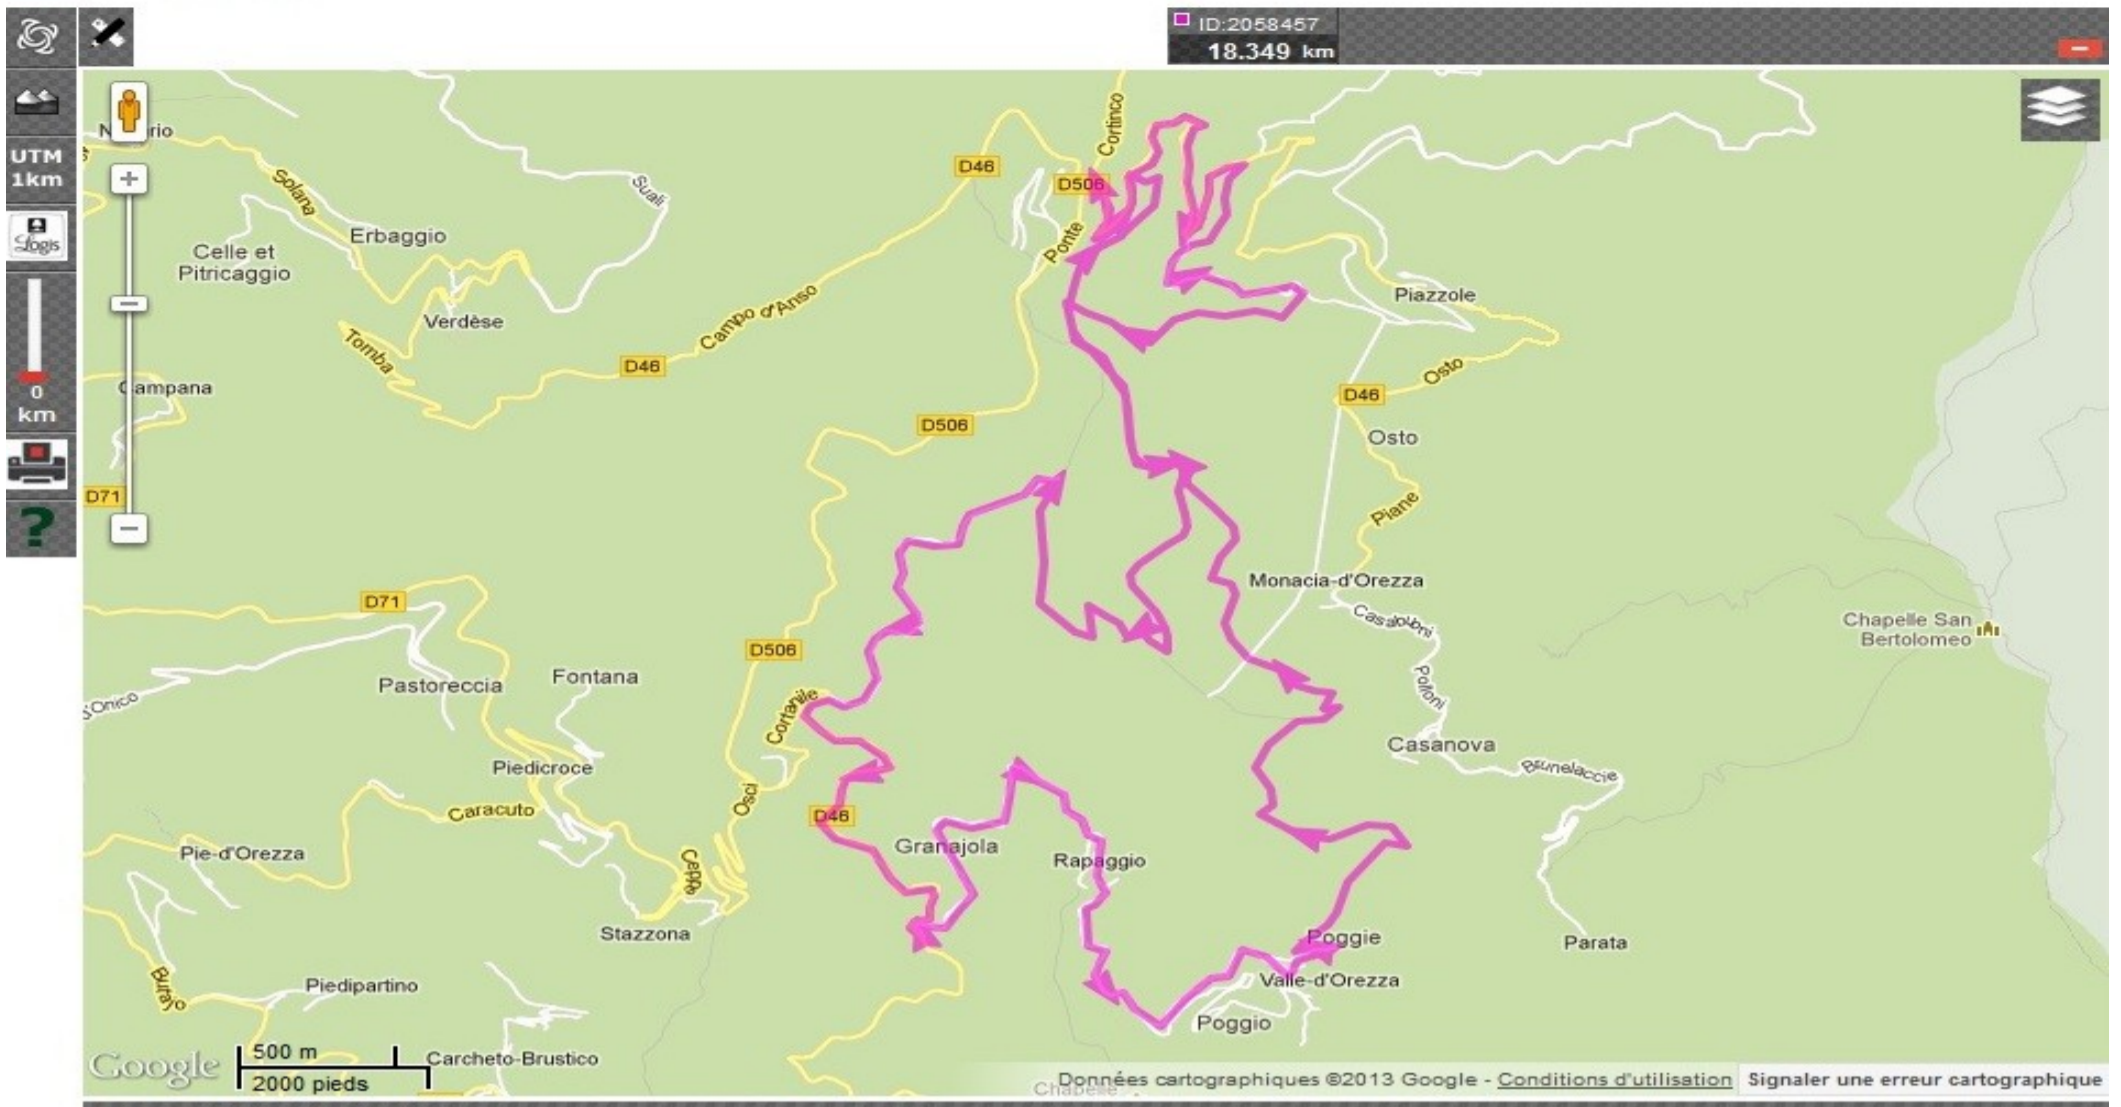 ID:2058457
18.349 km
UTM
1km
Logis
0
km
?
Cortinco
D46
D506
Solana
Suali
Erbaggio
Celle et
Pitricaggio
Ponte
Piazzole
Campo d'Anso
Verdèse
Tomba
D46
Osto
Campana
D46
D506
Osto
D71
Piane
Monacia-d'Orezza
D71
Chapelle San
Bertolomeo
D506
Fontana
Pastoreccia
Cortanile
Casanova
Piedicroce
Brunelaccie
Osci
Caracuto
D46
Granajola
Pie-d'Orezza
Rapaggio
Stazzona
Poggie
Parata
Valle-d'Orezza
Piedipartino
Poggio
500 m
Google
Carcheto-Brustico
2000 pieds
Chapelle
Données cartographiques ©2013 Google - Conditions d'utilisation
Signaler une erreur cartographique